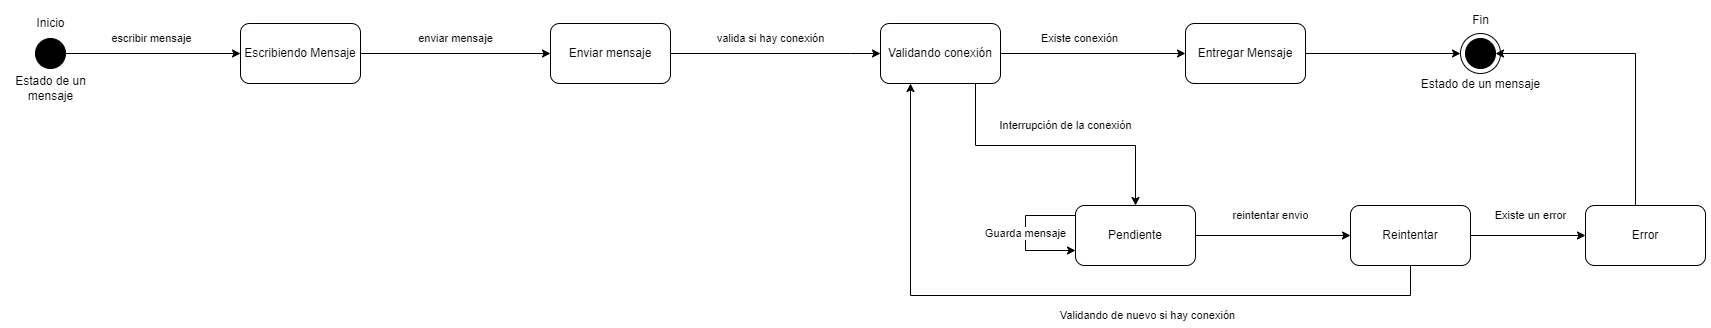 Inicio
Fin
escribir mensaje
enviar mensaje
valida si hay conexión
Existe conexión
Escribiendo Mensaje
Enviar mensaje
Validando conexión
Entregar Mensaje
Estado de un
mensaje
Estado de un mensaje
Interrupción de la conexión
reintentar envio
Existe un error
Guarda mensaje
Pendiente
Reintentar
Error
Validando de nuevo si hay conexión